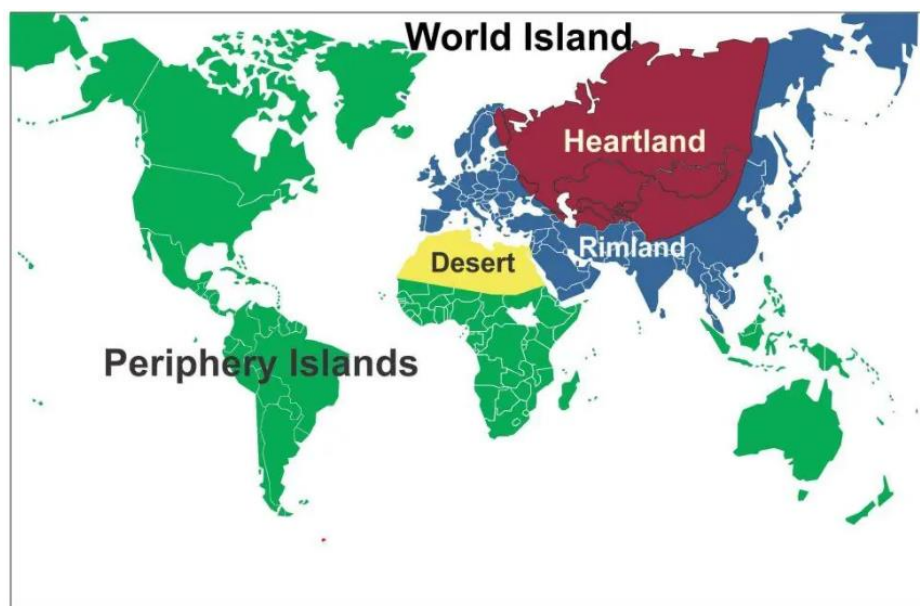 World Island
Heartland
Rimland
Desert
Periphery Islands